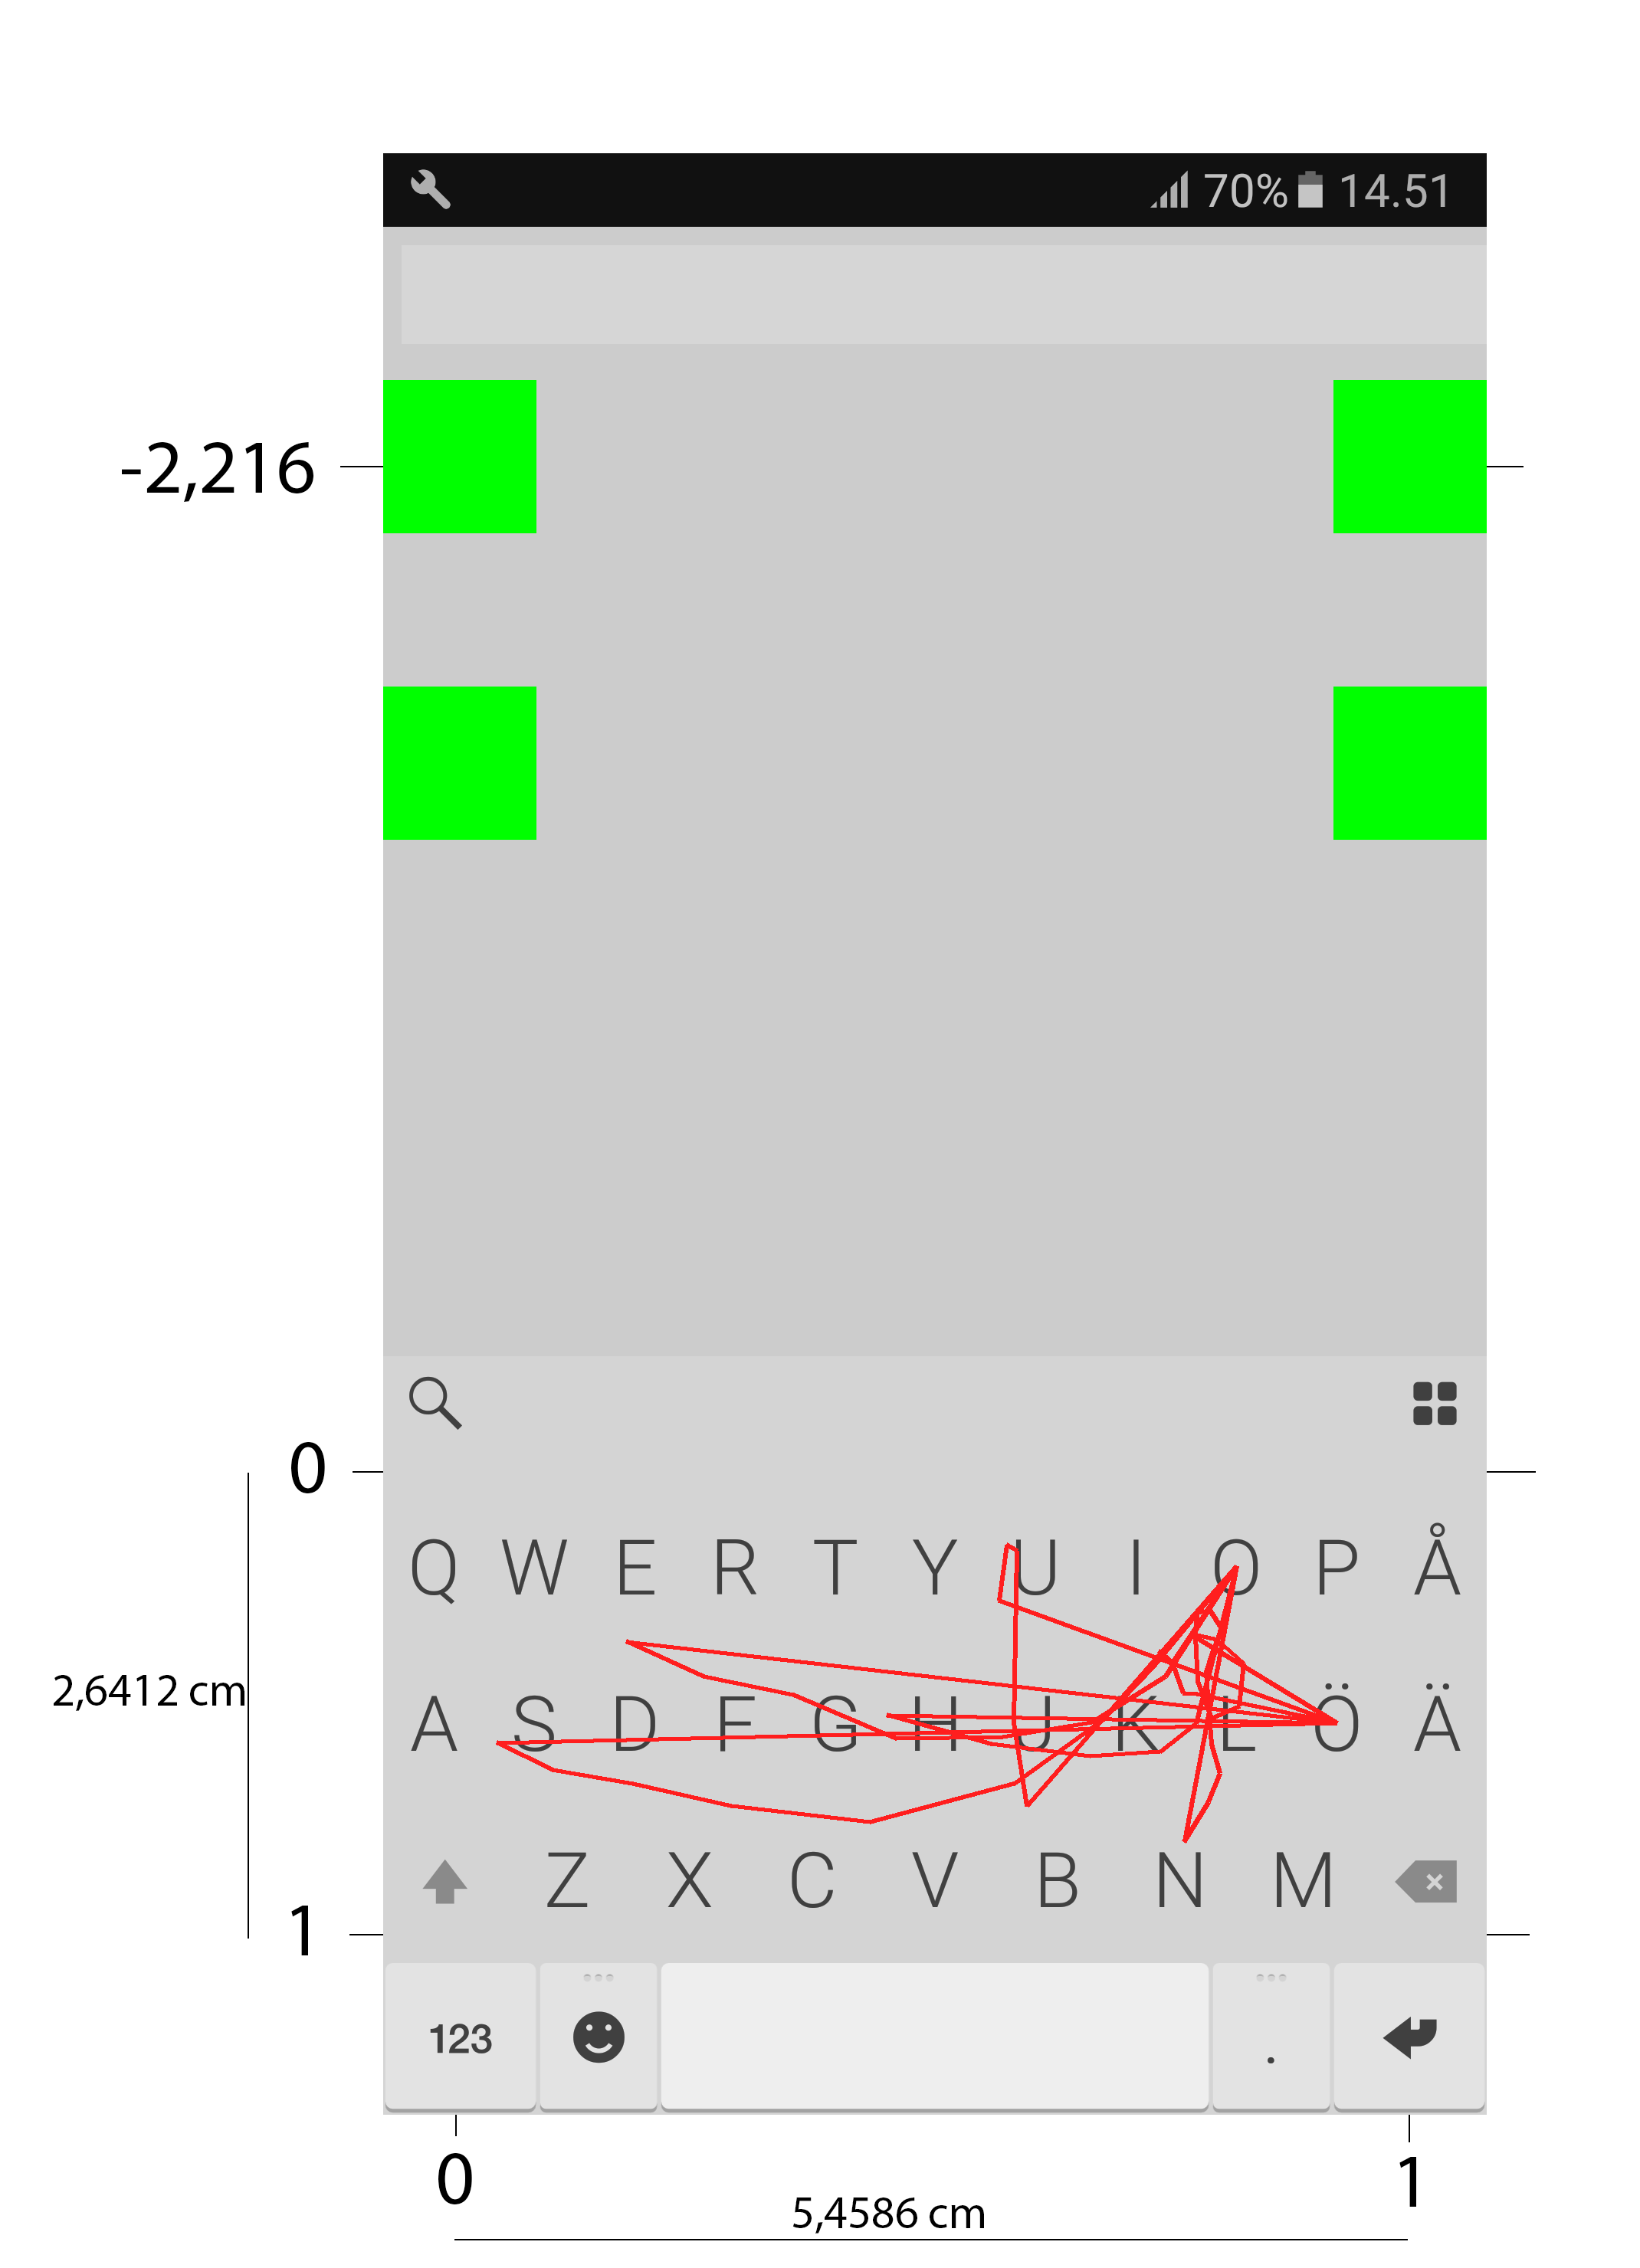 70% 14.51
-2,216
0
Q W E R T Y U I O P Å
2,6412 cm
A S D F G H J K L Ö Ä
Z X C V B N M
1
123 .
0 1
5,4586 cm